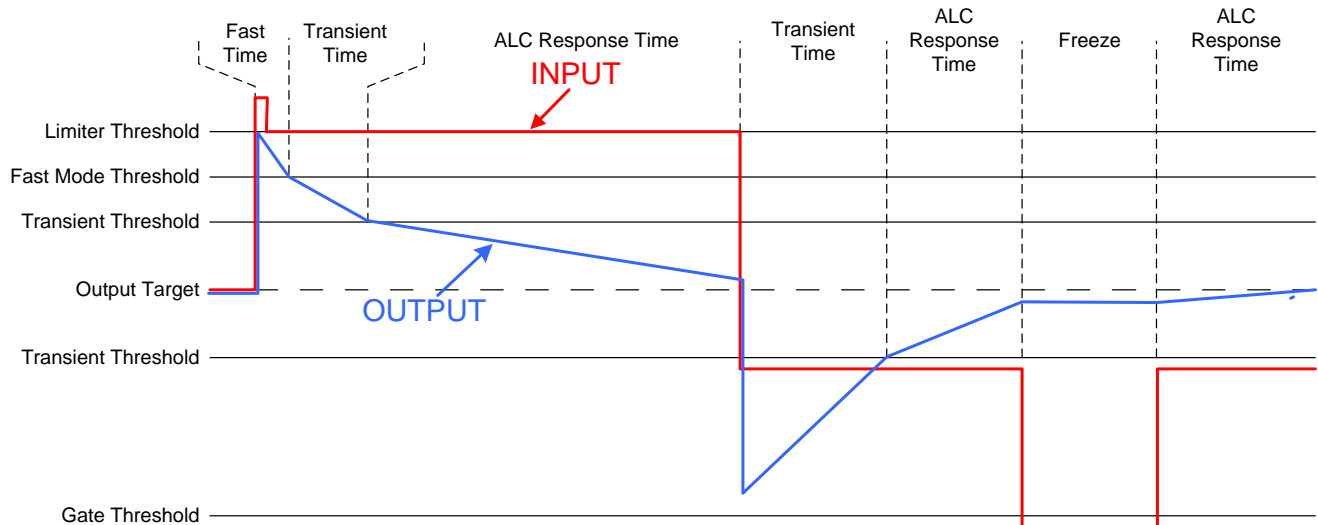 Fast
Time
Transient
Time
ALC Response Time
Transient
Time
ALC
Response
Time
Freeze
ALC
Response
Time
INPUT
Limiter Threshold
Fast Mode Threshold
Transient Threshold
Output Target
OUTPUT
Transient Threshold
Gate Threshold